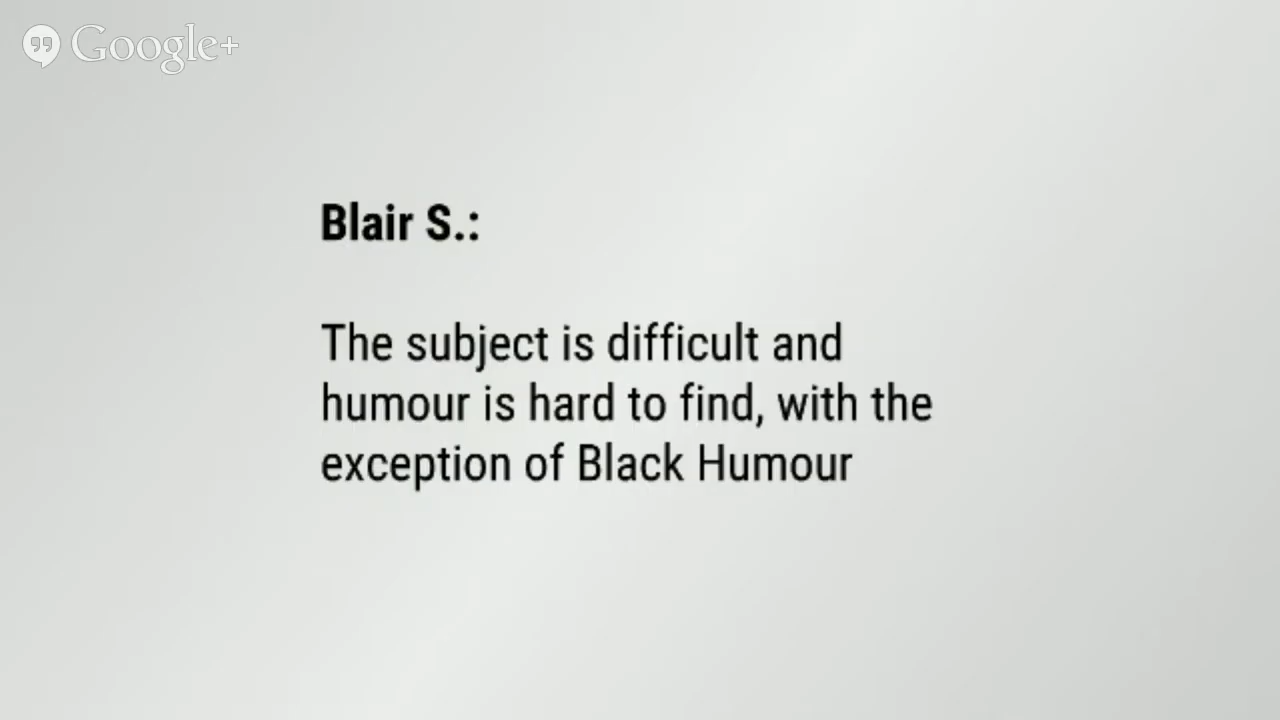 Google+
Blair S.:
The subject is difficult and
humour is hard to find, with the
exception of Black Humour